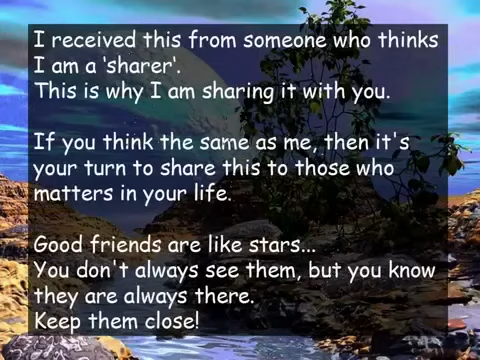 I received this from someone who thinks
I am a 'sharer'.
This is why I am sharing it with you.
If you think the same as me, then it's
your turn to share this to those who
matters in your life.
Good friends are like stars...
You don't always see them, but you know
they are always there.
Keep them close!